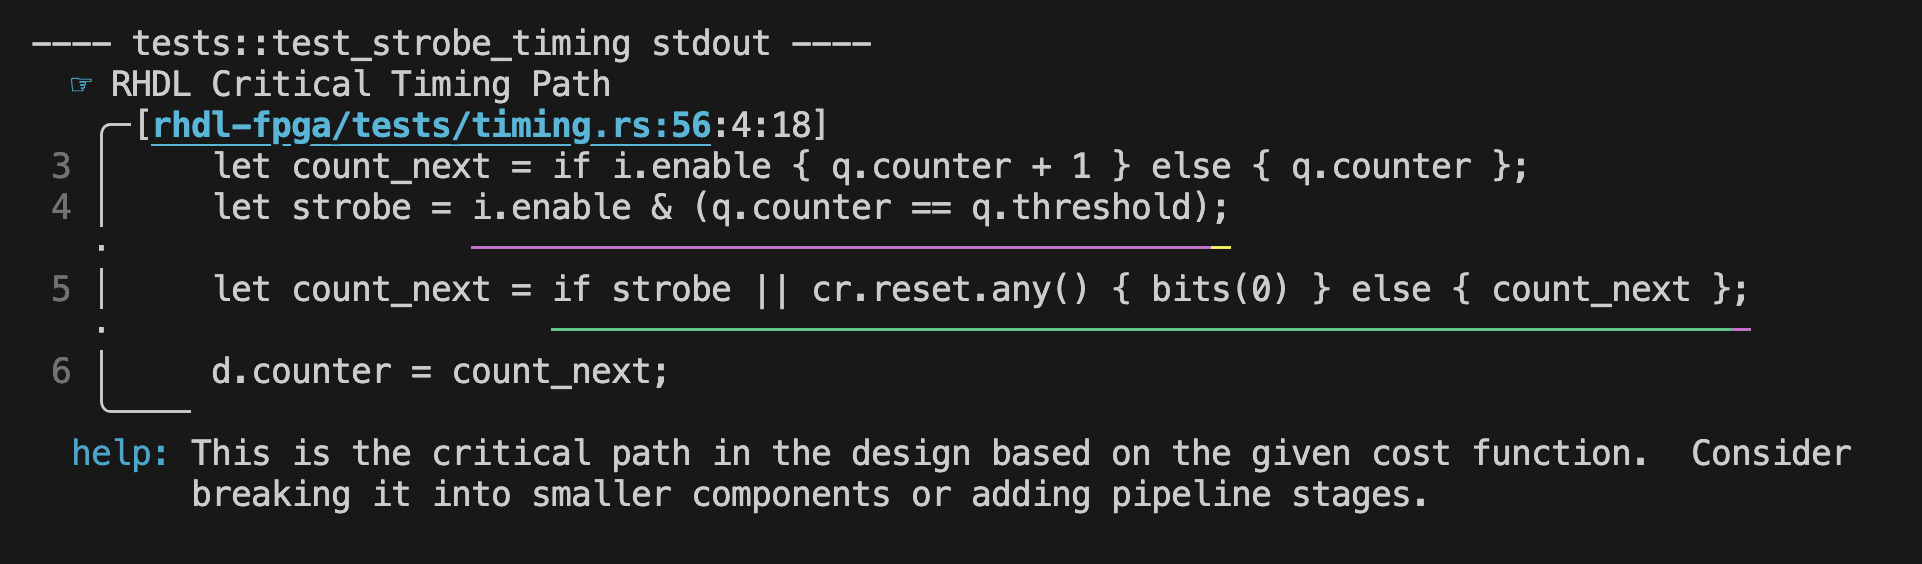 ---- tests::test_strobe_timing stdout ----
☞ RHDL Critical Timing Path
╭─[rhdl-fpga/tests/timing.rs:56:4:18]
3 │ let count_next = if i.enable { q.counter + 1 } else { q.counter };
4 │ let strobe = i.enable & (q.counter == q.threshold);
·
5 │ let count_next = if strobe || cr.reset.any() { bits(0) } else { count_next };
·
6 │ d.counter = count_next;
╰────
help: This is the critical path in the design based on the given cost function.  Consider
breaking it into smaller components or adding pipeline stages.